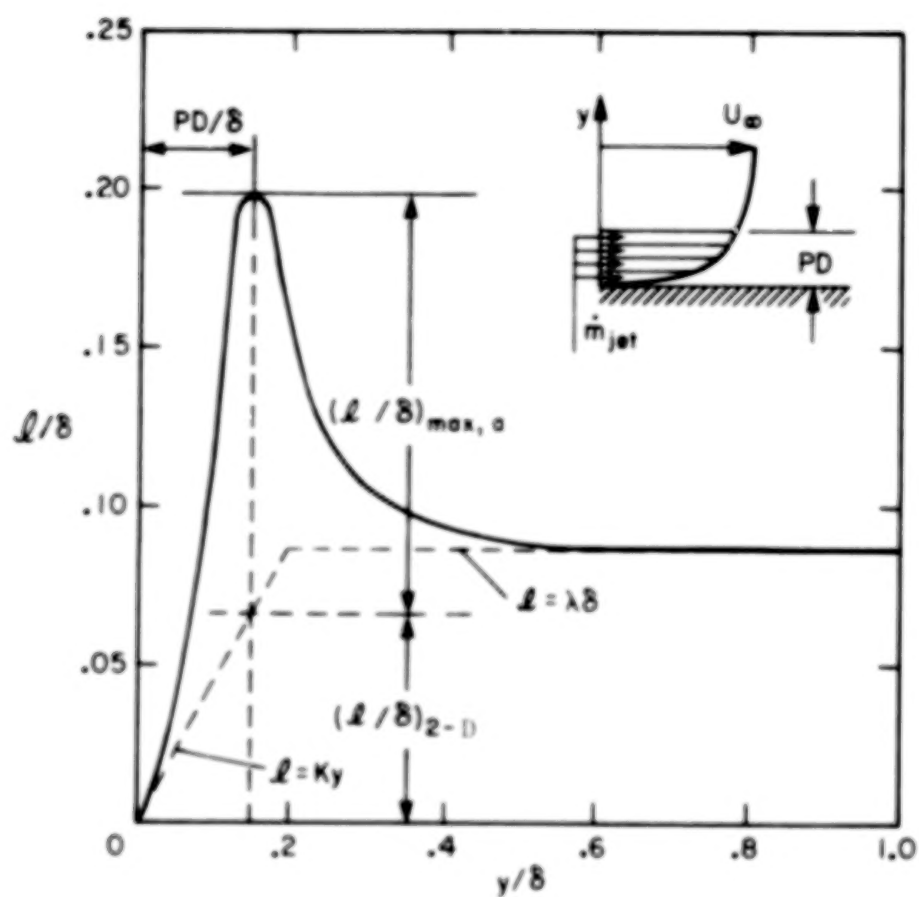 .25
.20
.15
.10
.05
0
.2
.4
.6
.8
1.0
ℓ/δ
y/δ
PD/δ
(ℓ/δ)max, a
(ℓ/δ)2-D
ℓ = λδ
ℓ = Ky
y
U∞
PD
ṁjet